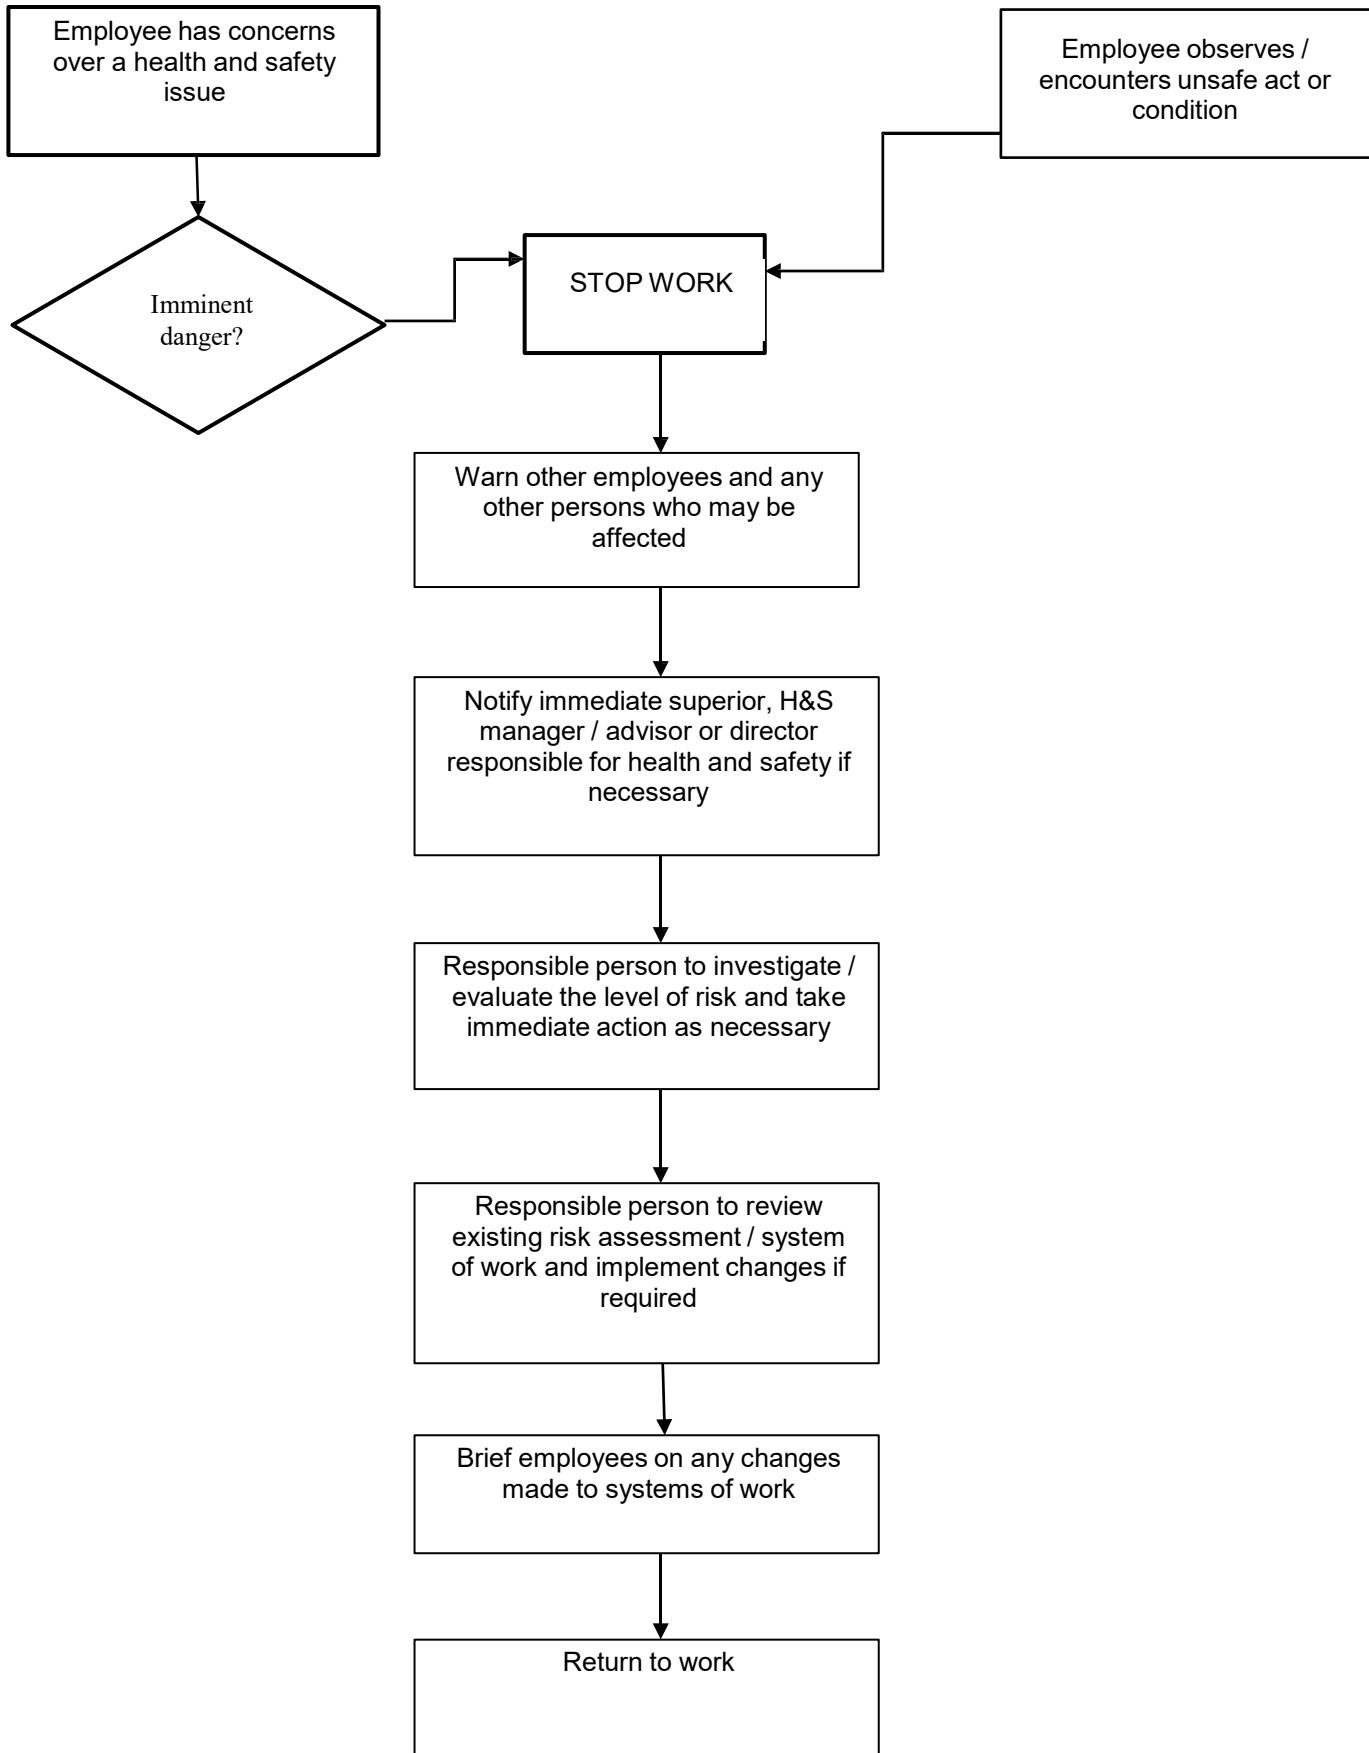 Employee has concerns
over a health and safety
issue
Employee observes /
encounters unsafe act or
condition
STOP WORK
Imminent
danger?
Warn other employees and any
other persons who may be
affected
Notify immediate superior, H&S
manager / advisor or director
responsible for health and safety if
necessary
Responsible person to investigate /
evaluate the level of risk and take
immediate action as necessary
Responsible person to review
existing risk assessment / system
of work and implement changes if
required
Brief employees on any changes
made to systems of work
Return to work